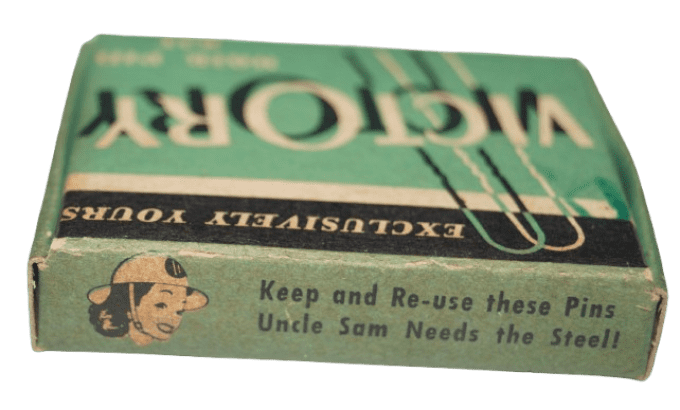 VICTORY
EXCLUSIVELY YOURS
Keep and Re-use these Pins
Uncle Sam Needs the Steel!